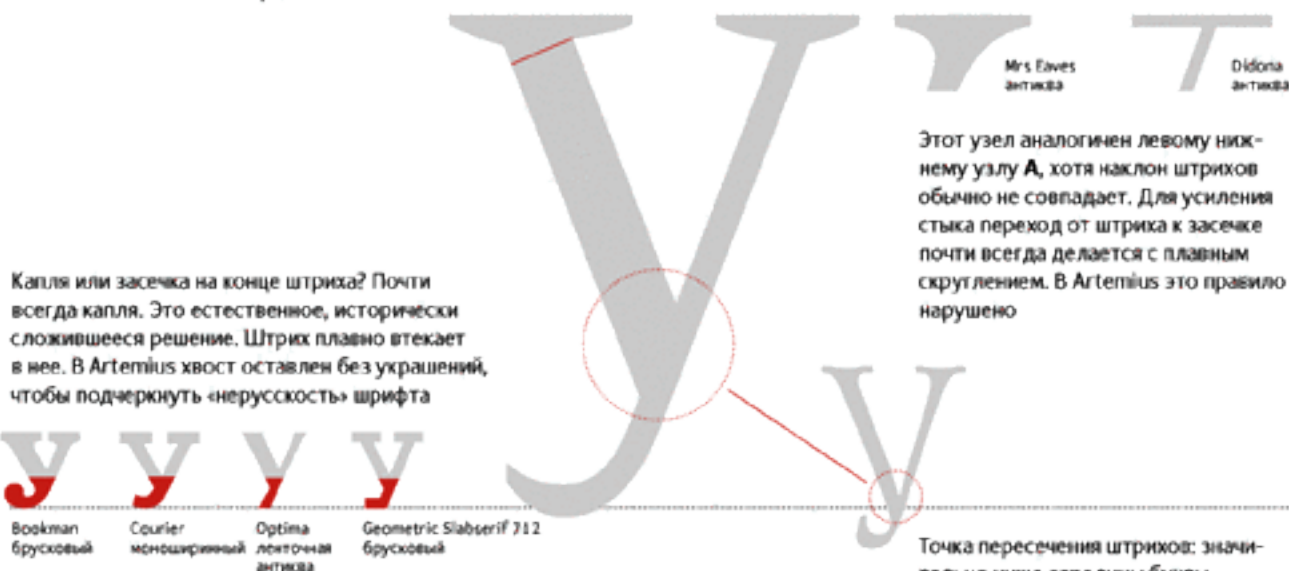 Mrs Eaves
антиква
Didona
антиква
Этот узел аналогичен левому ниж-
нему узлу А, хотя наклон штрихов
обычно не совпадает. Для усиления
стыка переход от штриха к засечке
почти всегда делается с плавным
скруглением. В Artemius это правило
нарушено
Капля или засечка на конце штриха? Почти
всегда капля. Это естественное, исторически
сложившееся решение. Штрих плавно втекает
в нее. В Artemius хвост оставлен без украшений,
чтобы подчеркнуть «нерусскость» шрифта
у у у у
Bookman
брусковый
Courier
моноширинный
Optima
ленточная
антиква
Geometric Slabserif 712
брусковый
У
у
Точка пересечения штрихов: значи-